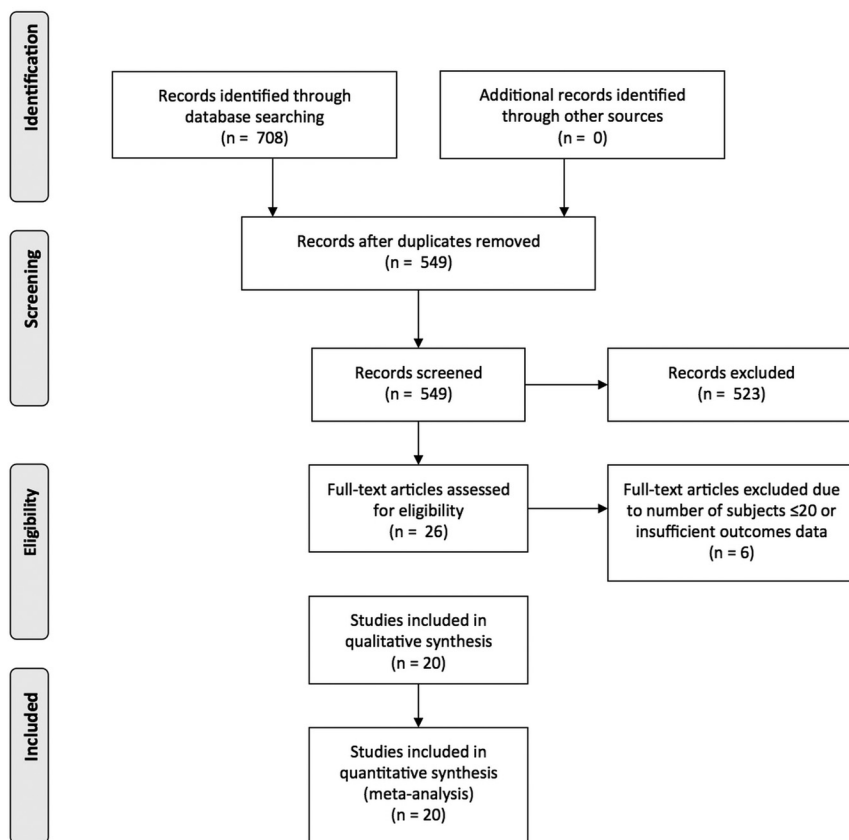 Identification
Records identified through
database searching
(n = 708)
Additional records identified
through other sources
(n = 0)
Screening
Records after duplicates removed
(n = 549)
Records screened
(n = 549)
Records excluded
(n = 523)
Eligibility
Full-text articles assessed
for eligibility
(n = 26)
Full-text articles excluded due
to number of subjects ≤20 or
insufficient outcomes data
(n = 6)
Studies included in
qualitative synthesis
(n = 20)
Included
Studies included in
quantitative synthesis
(meta-analysis)
(n = 20)